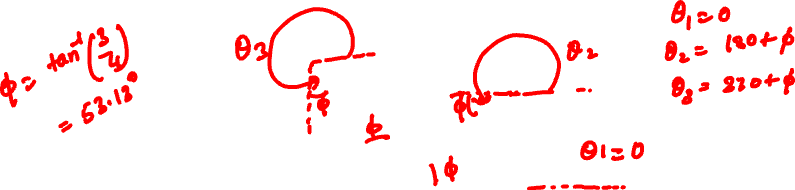 ϕ = tan⁻¹(3/4)
= 53.13°
θ3
ϕ
ϕ
θ2
ϕ
θ1 = 0
θ2 = 180+ϕ
θ3 = 270+ϕ
1ϕ
θ1 = 0